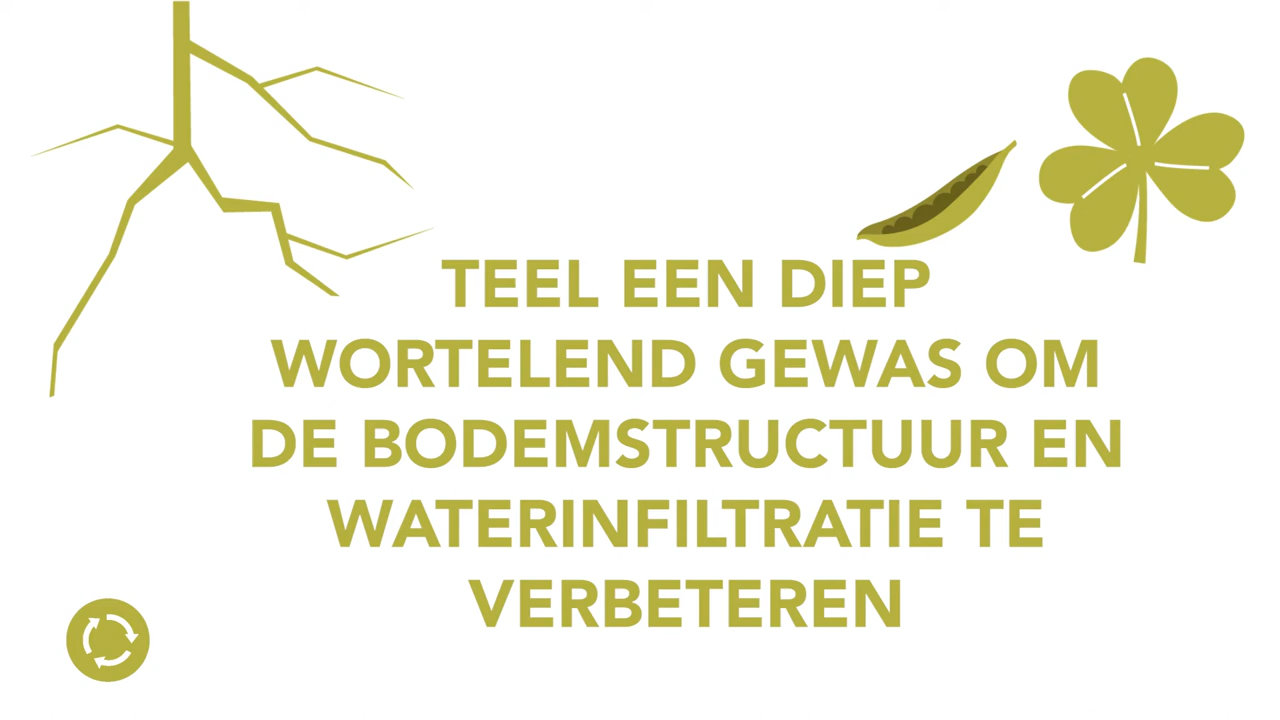 TEEL EEN DIEP
WORTELEND GEWAS OM
DE BODEMSTRUCTUUR EN
WATERINFILTRATIE TE
VERBETEREN